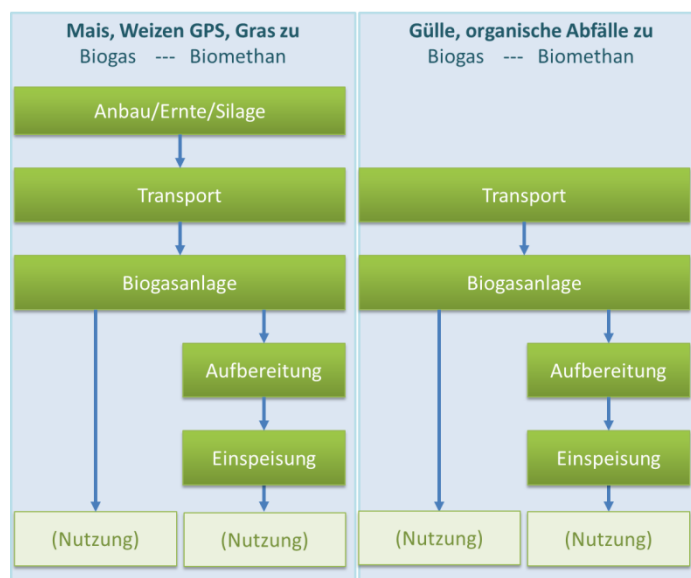 Mais, Weizen GPS, Gras zu
Biogas --- Biomethan
Anbau/Ernte/Silage
Transport
Biogasanlage
Aufbereitung
Einspeisung
(Nutzung)
(Nutzung)
Gülle, organische Abfälle zu
Biogas --- Biomethan
Transport
Biogasanlage
Aufbereitung
Einspeisung
(Nutzung)
(Nutzung)